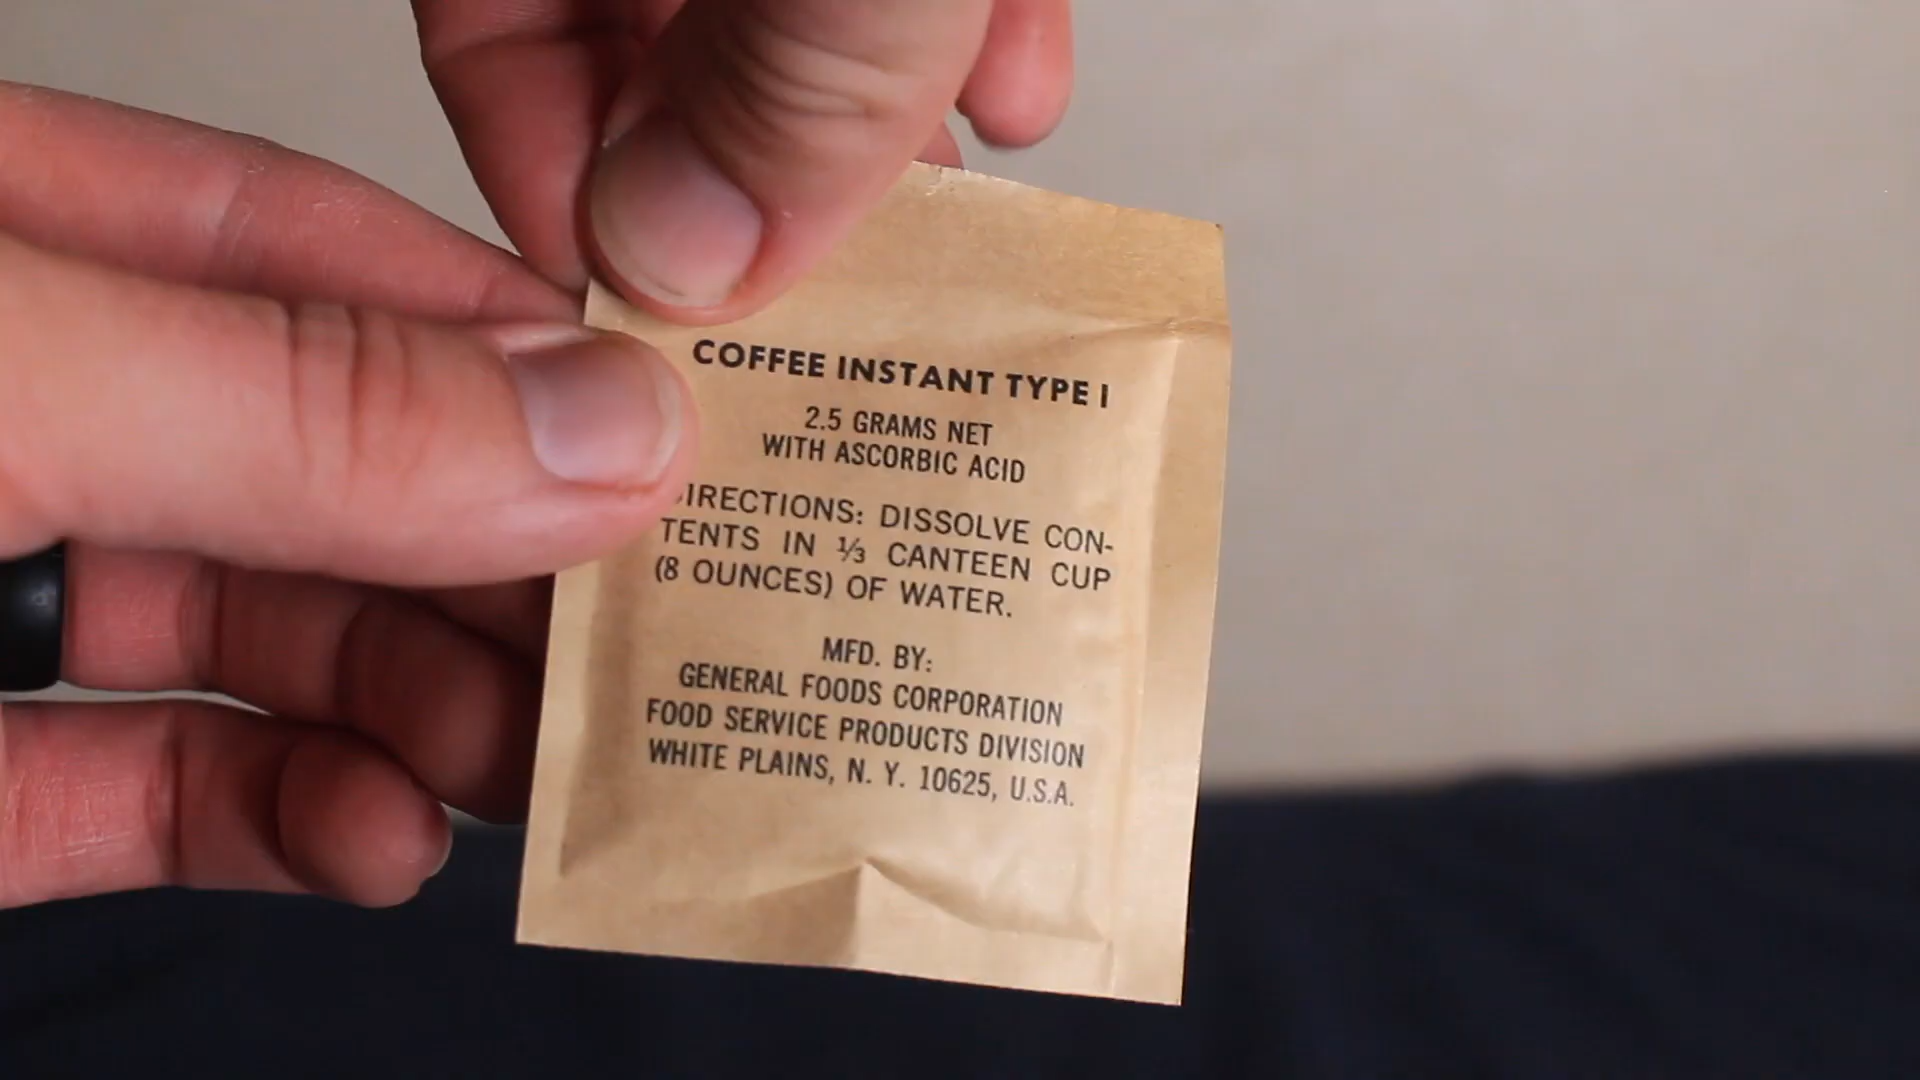 COFFEE INSTANT TYPE I
2.5 GRAMS NET
WITH ASCORBIC ACID
DIRECTIONS: DISSOLVE CON-
TENTS IN ⅓ CANTEEN CUP
(8 OUNCES) OF WATER.
MFD. BY:
GENERAL FOODS CORPORATION
FOOD SERVICE PRODUCTS DIVISION
WHITE PLAINS, N. Y. 10625, U.S.A.